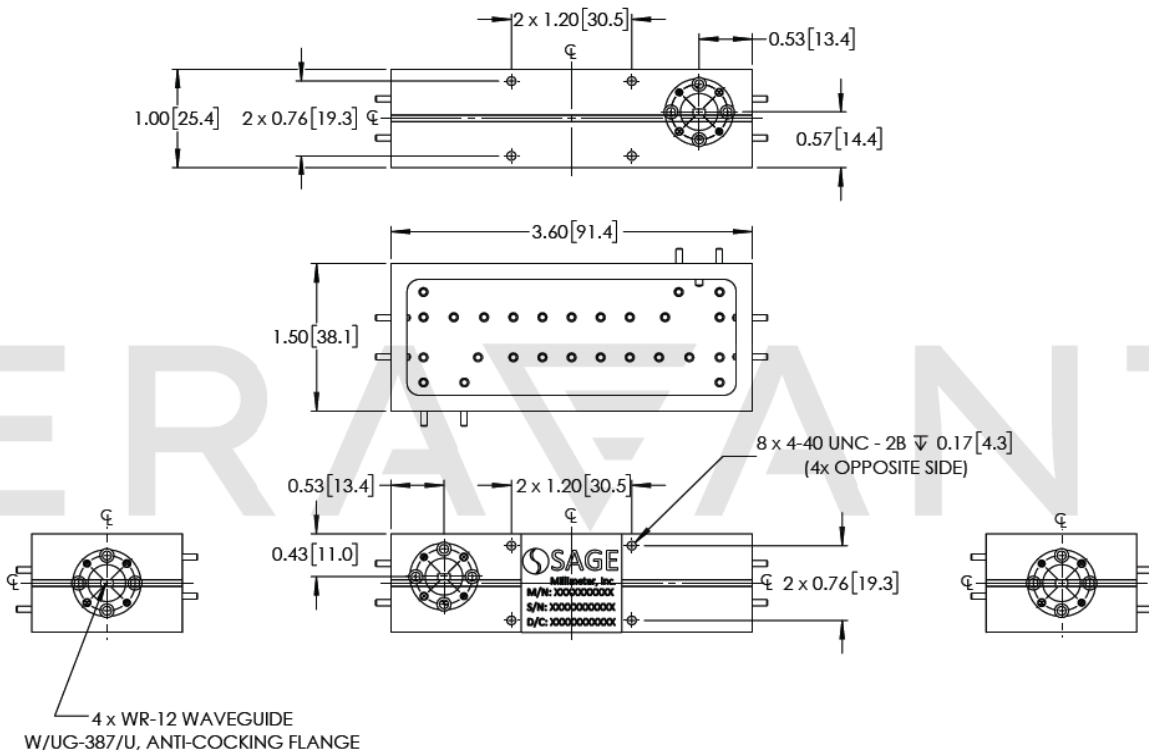 2 x 1.20[30.5]
℄
0.53[13.4]
1.00[25.4]
2 x 0.76[19.3] ℄
0.57[14.4]
3.60[91.4]
1.50[38.1]
ERAVANT
8 x 4-40 UNC - 2B ↧ 0.17[4.3]
(4x OPPOSITE SIDE)
0.53[13.4]
2 x 1.20[30.5]
℄
℄
℄
0.43[11.0]
SAGE
Millimeter, Inc.
M/N: XXXXXXXXXX
S/N: XXXXXXXXXXX
D/C: XXXXXXXXXXX
℄
℄ 2 x 0.76[19.3]
℄
4 x WR-12 WAVEGUIDE
W/UG-387/U, ANTI-COCKING FLANGE